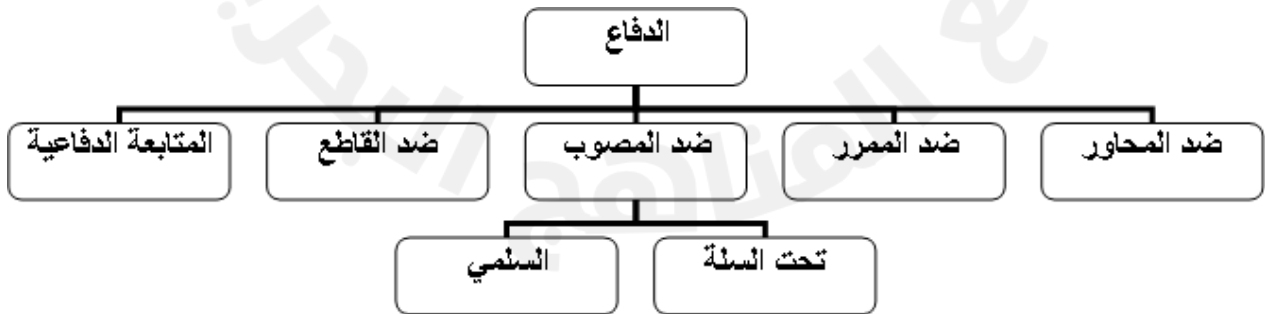 الدفاع
ضد المحاور
ضد الممرر
ضد المصوب
ضد القاطع
المتابعة الدفاعية
تحت السلة
السلمي